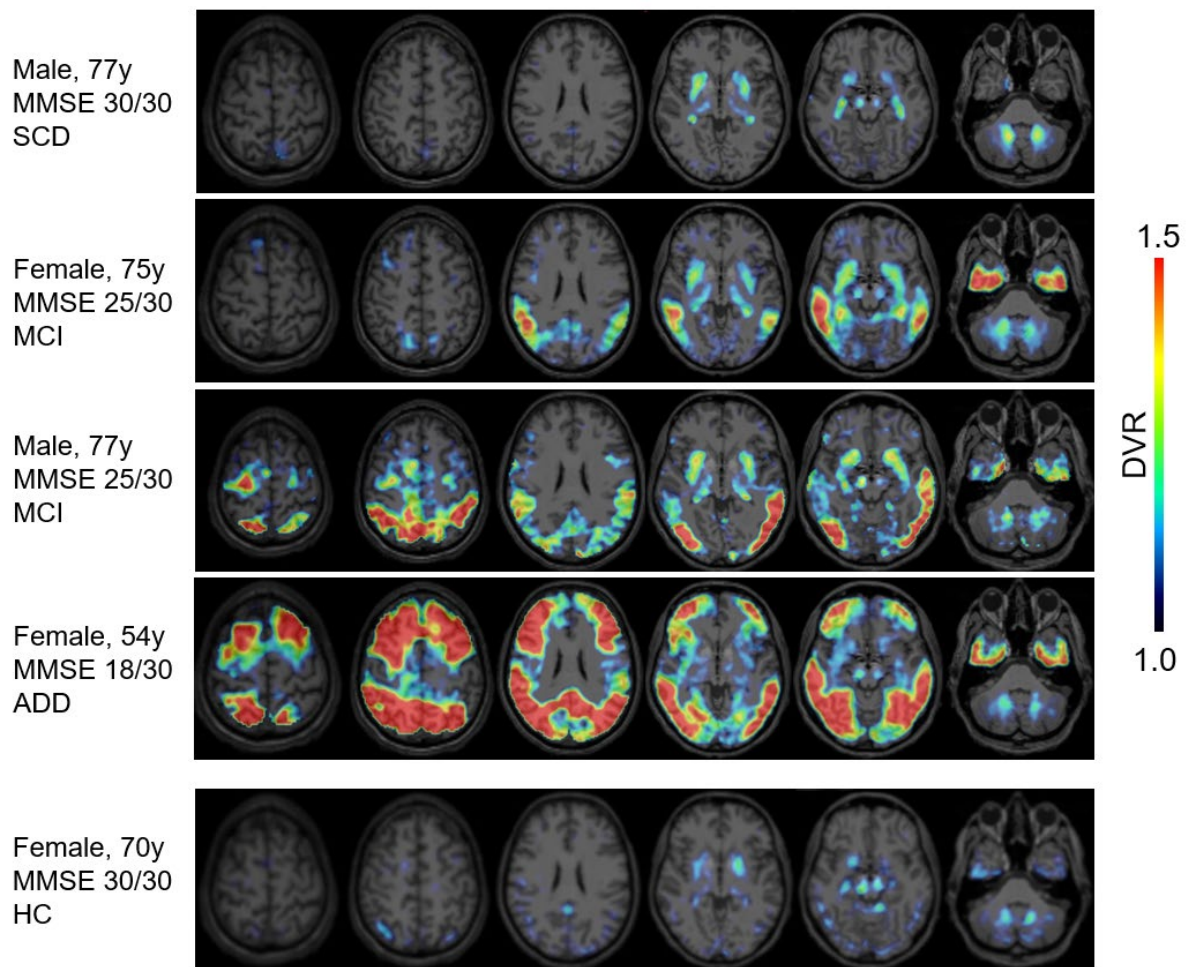 Male, 77y
MMSE 30/30
SCD
Female, 75y
MMSE 25/30
MCI
Male, 77y
MMSE 25/30
MCI
Female, 54y
MMSE 18/30
ADD
Female, 70y
MMSE 30/30
HC
1.5
DVR
1.0